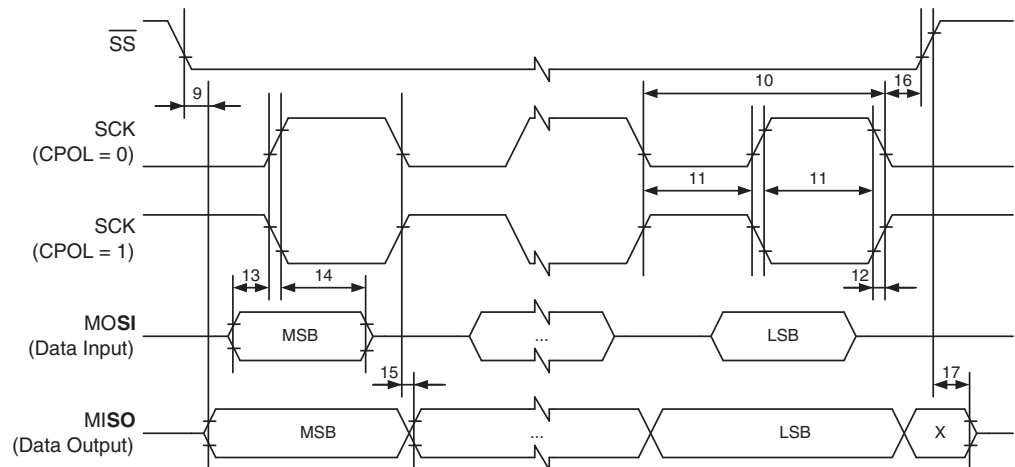 SS
9
10
16
SCK
(CPOL = 0)
11
11
SCK
(CPOL = 1)
12
13
14
MOSI
(Data Input)
MSB
...
LSB
15
17
MISO
(Data Output)
MSB
...
LSB
X